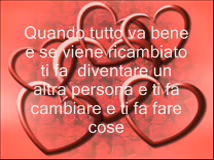 Quando tutto va bene
e se viene ricambiato
ti fa  diventare un
altra persona e ti fa
cambiare e ti fa fare
cose